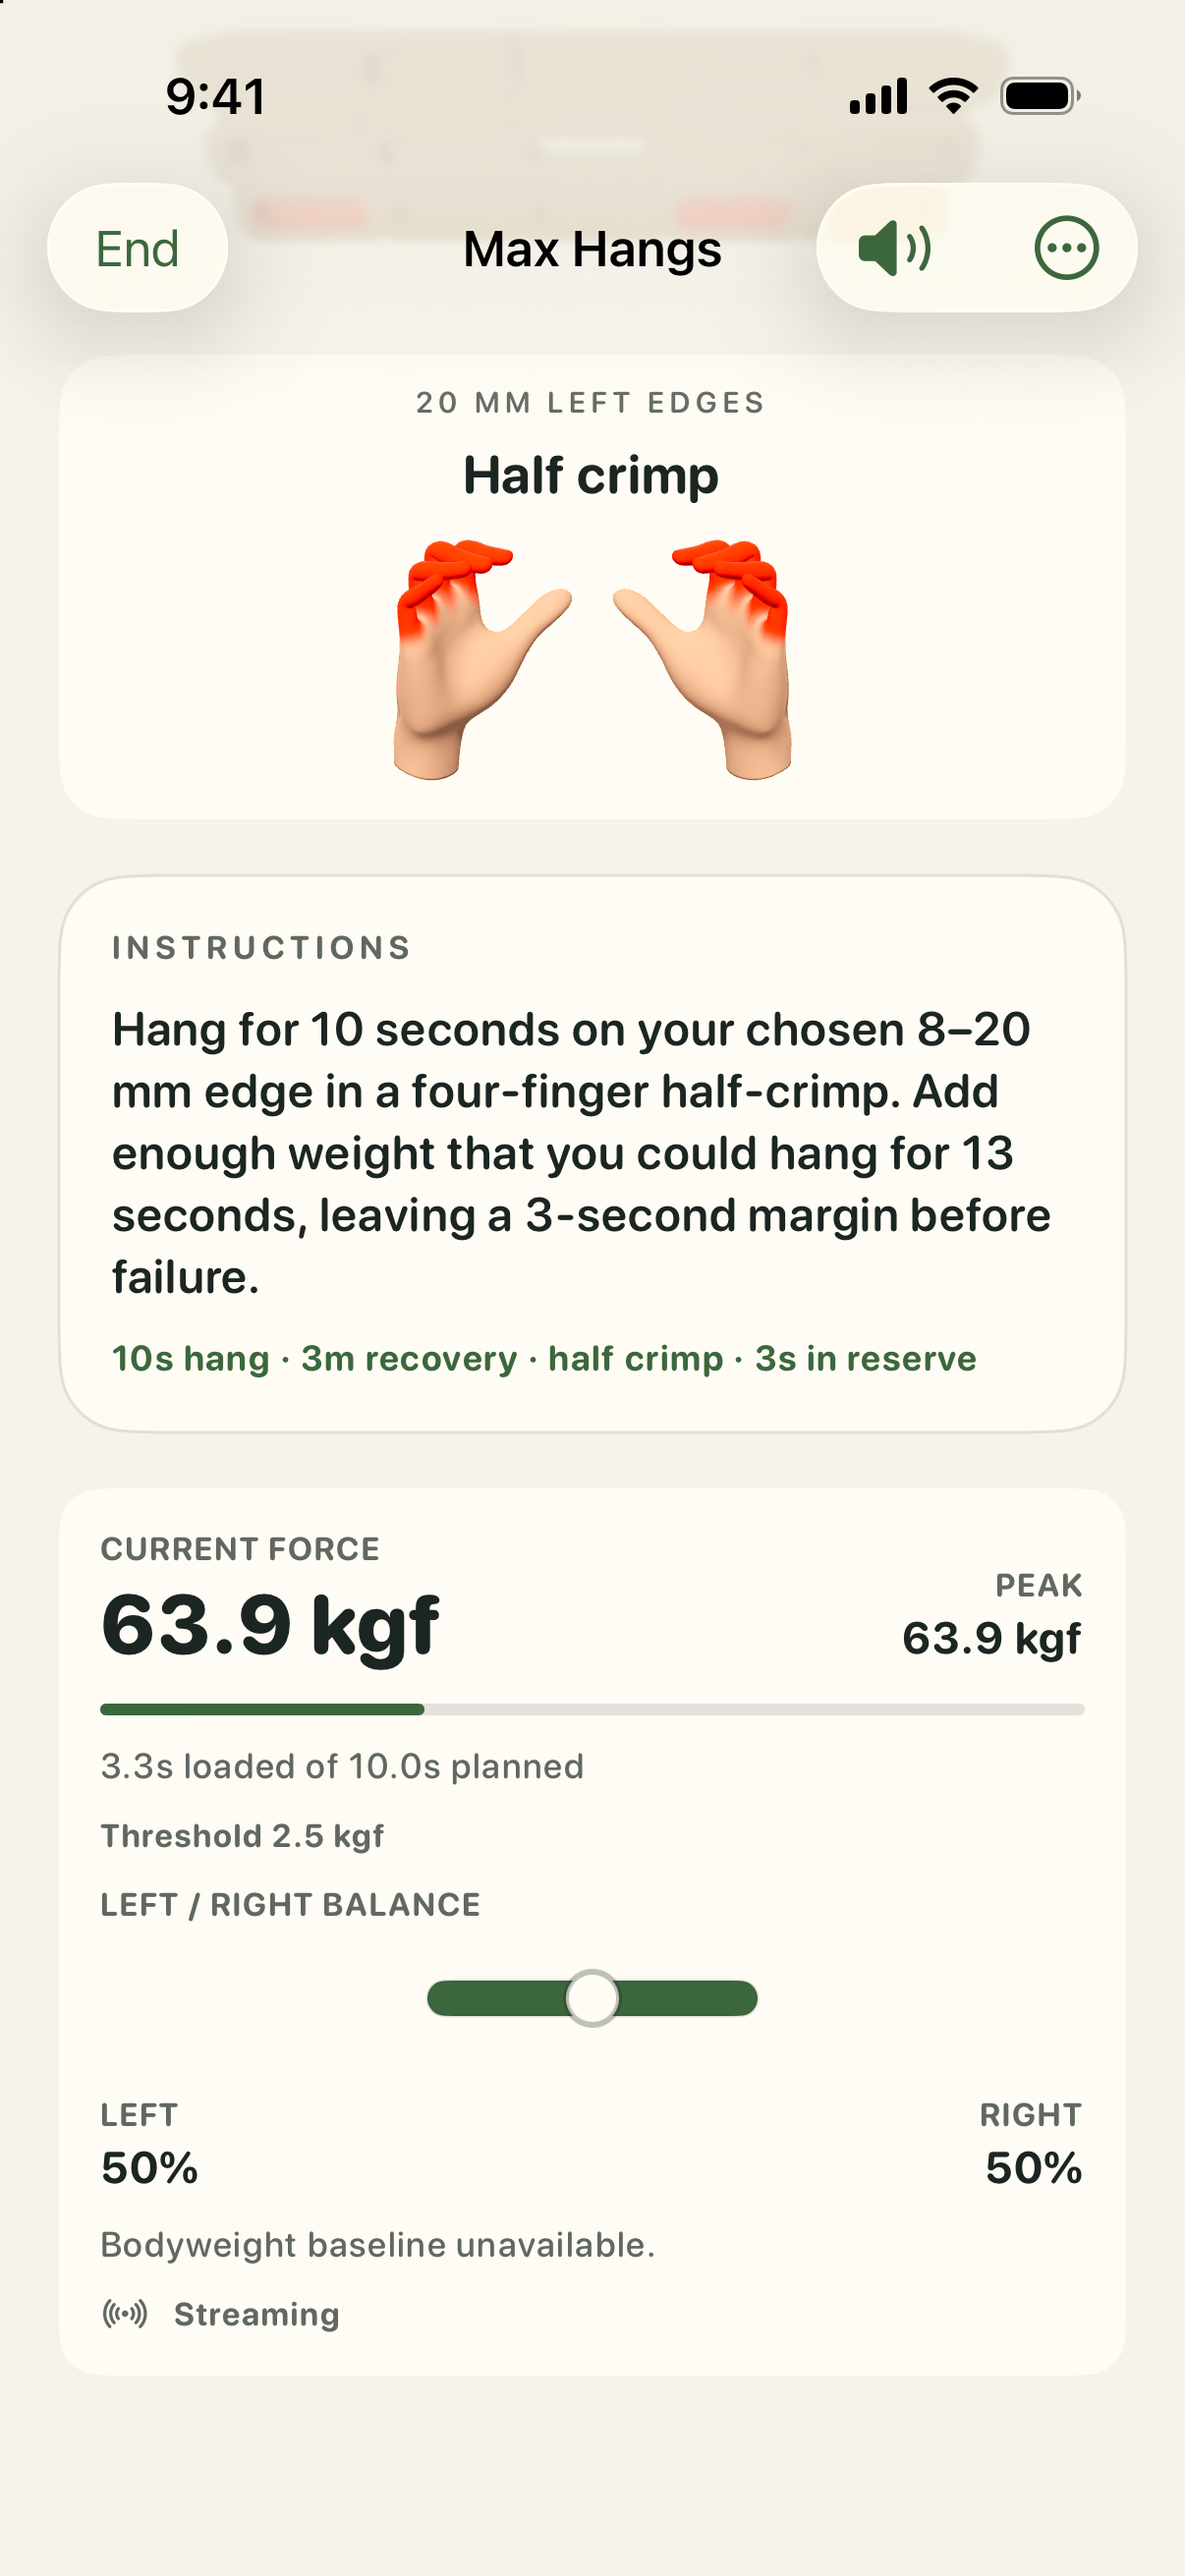 9:41
End
Max Hangs
20 MM LEFT EDGES
Half crimp
INSTRUCTIONS
Hang for 10 seconds on your chosen 8–20
mm edge in a four-finger half-crimp. Add
enough weight that you could hang for 13
seconds, leaving a 3-second margin before
failure.
10s hang · 3m recovery · half crimp · 3s in reserve
CURRENT FORCE
63.9 kgf
PEAK
63.9 kgf
3.3s loaded of 10.0s planned
Threshold 2.5 kgf
LEFT / RIGHT BALANCE
LEFT
50%
RIGHT
50%
Bodyweight baseline unavailable.
Streaming